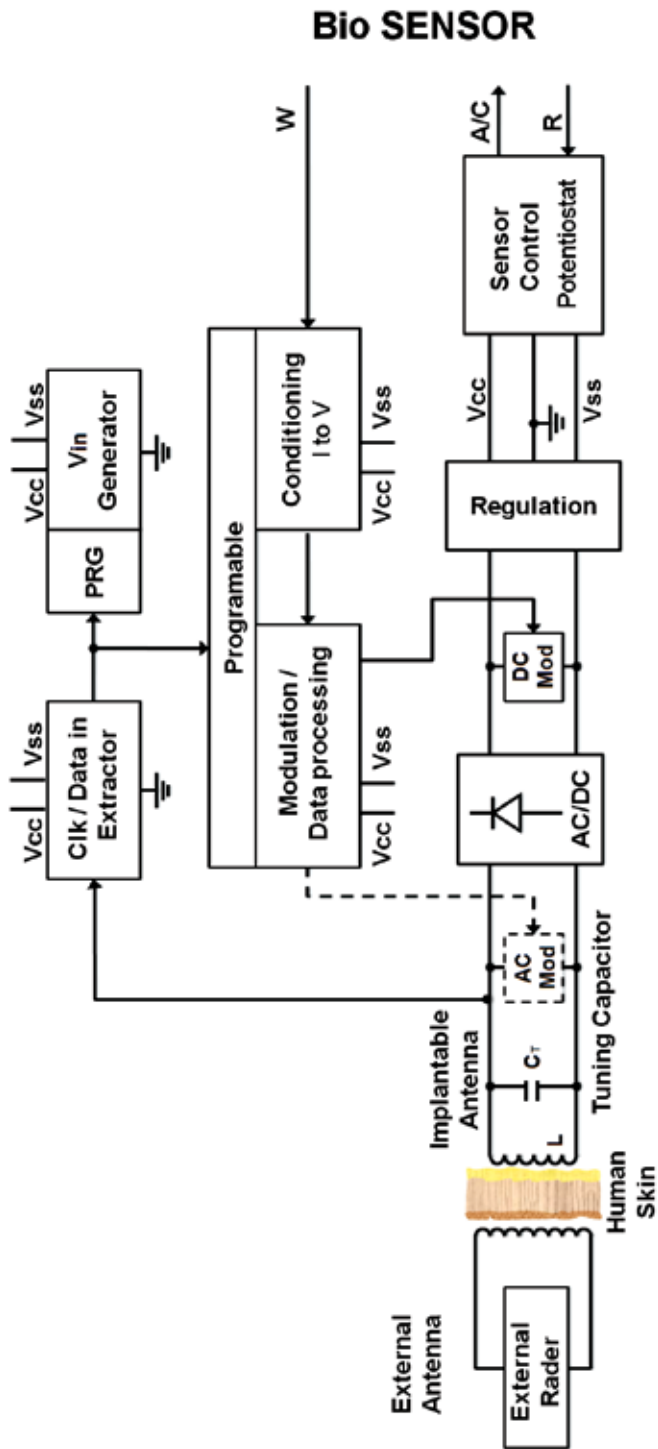 Bio SENSOR
Vcc
Vss
Vcc
Vss
Clk / Data in
Extractor
PRG
Vin
Generator
W
Programable
Modulation /
Data processing
Conditioning
I to V
Vcc
Vss
Vcc
Vss
External
Antenna
External
Rader
Human
Skin
Implantable
Antenna
L
CT
Tuning Capacitor
AC
Mod
AC/DC
DC
Mod
Regulation
Vcc
Vss
Sensor
Control
Potentiostat
A/C
R